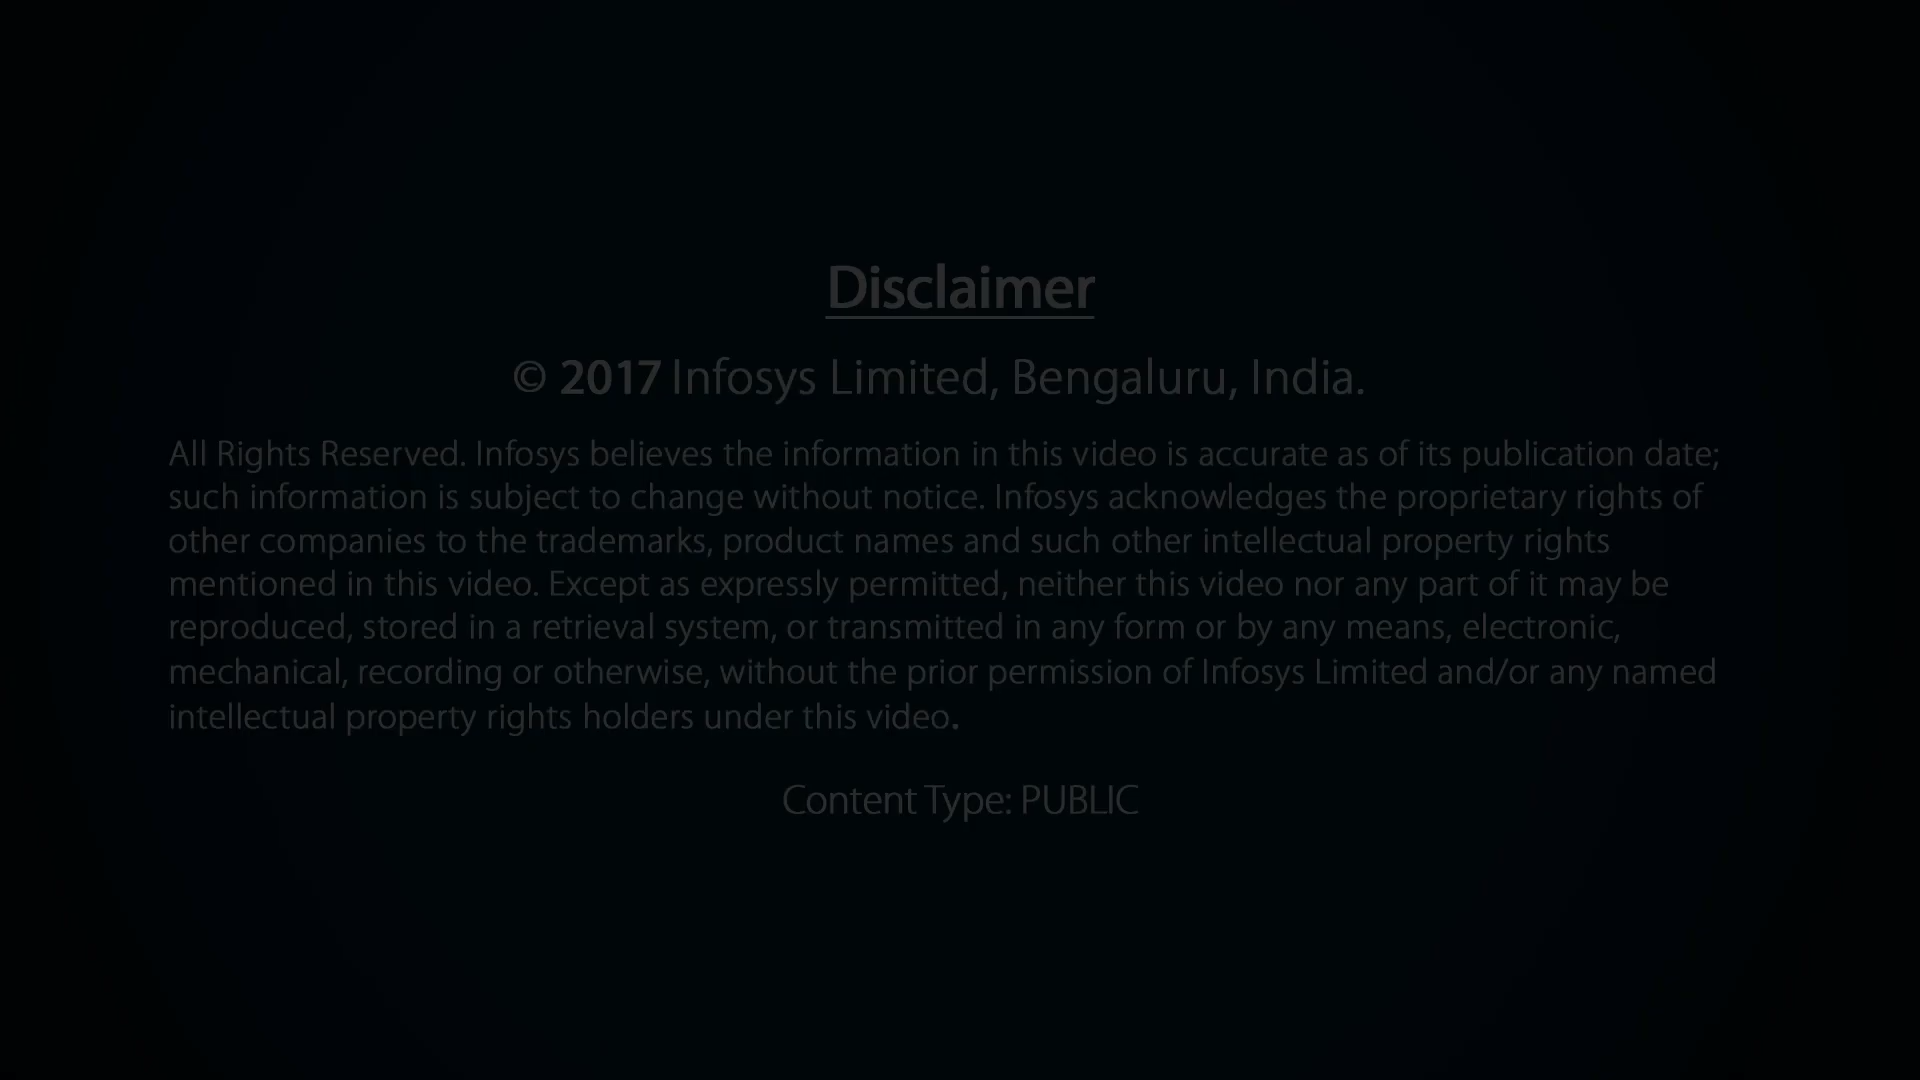 Disclaimer
© 2017 Infosys Limited, Bengaluru, India.
All Rights Reserved. Infosys believes the information in this video is accurate as of its publication date;
such information is subject to change without notice. Infosys acknowledges the proprietary rights of
other companies to the trademarks, product names and such other intellectual property rights
mentioned in this video. Except as expressly permitted, neither this video nor any part of it may be
reproduced, stored in a retrieval system, or transmitted in any form or by any means, electronic,
mechanical, recording or otherwise, without the prior permission of Infosys Limited and/or any named
intellectual property rights holders under this video.
Content Type: PUBLIC